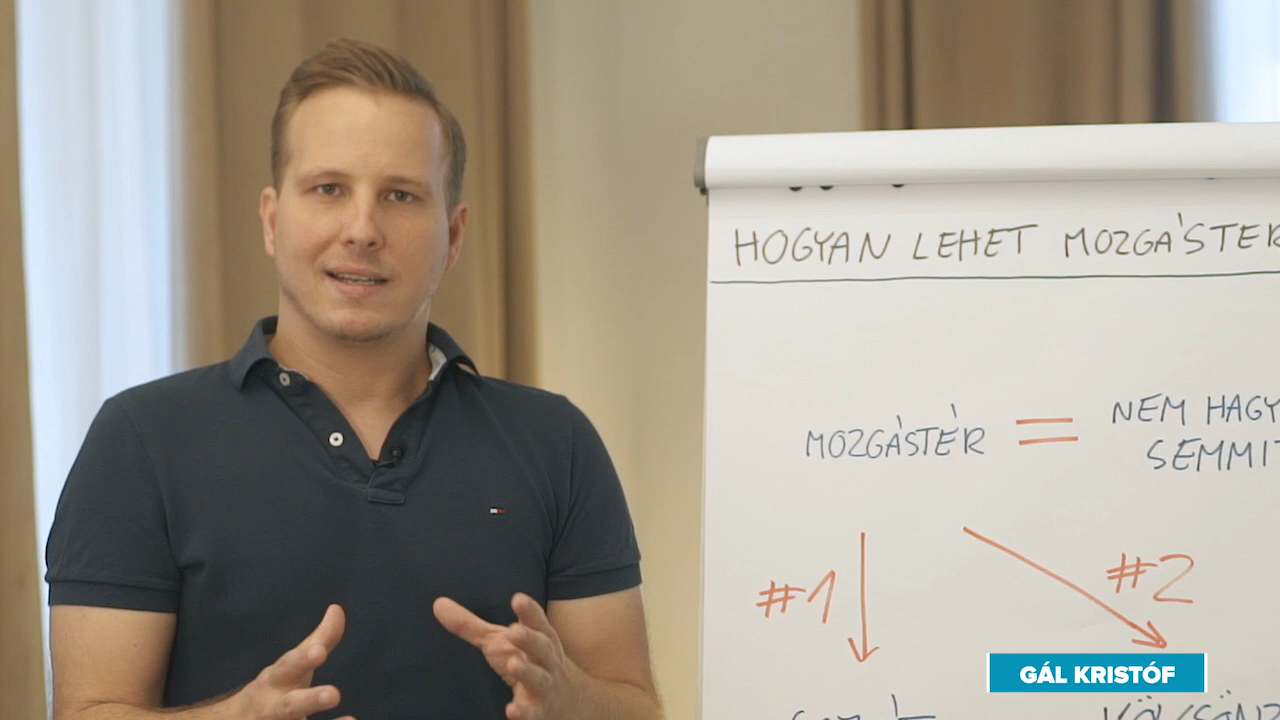 HOGYAN LEHET MOZGÁSTER
MOZGÁSTÉR = NEM HAGY
SEMMIT
#1
#2
GÁL KRISTÓF